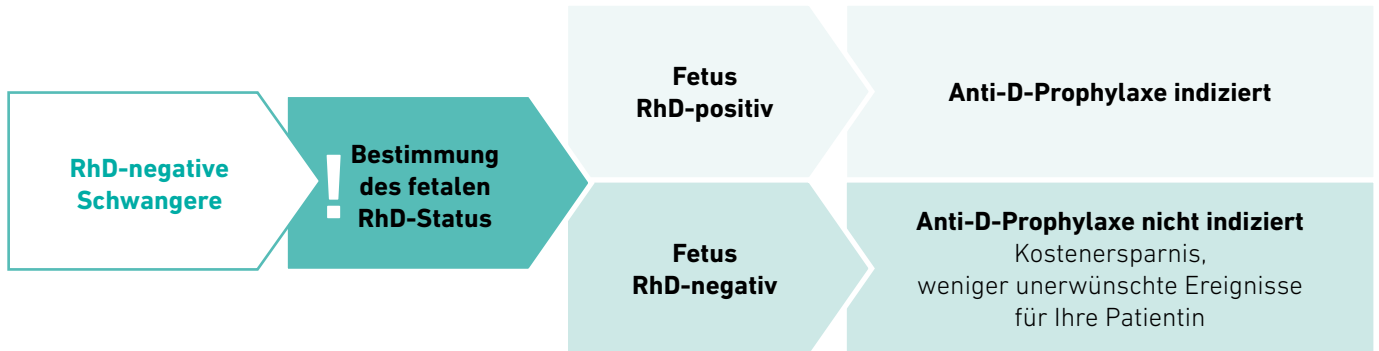 RhD-negative
Schwangere
!
Bestimmung
des fetalen
RhD-Status
Fetus
RhD-positiv
Anti-D-Prophylaxe indiziert
Fetus
RhD-negativ
Anti-D-Prophylaxe nicht indiziert
Kostenersparnis,
weniger unerwünschte Ereignisse
für Ihre Patientin